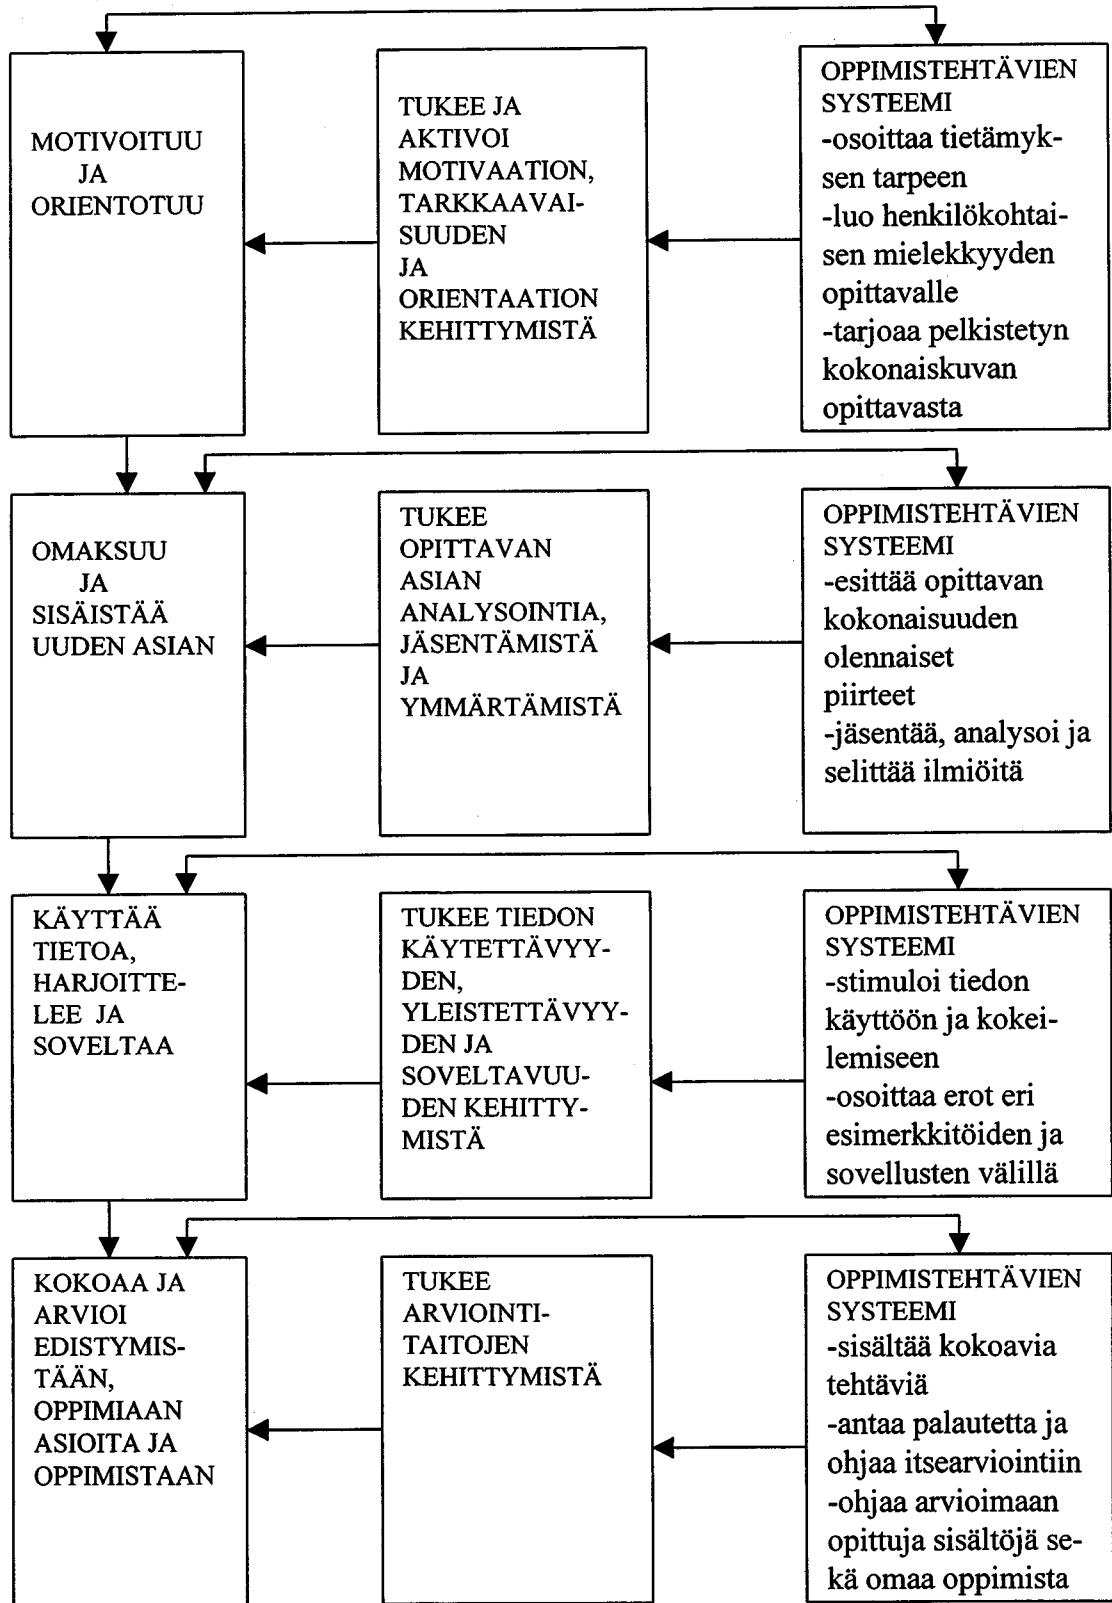 MOTIVOITUU
JA
ORIENTOTUU
TUKEE JA
AKTIVOI
MOTIVAATION,
TARKKAAVAI-
SUUDEN
JA
ORIENTAATION
KEHITTYMISTÄ
OPPIMISTEHTÄVIEN
SYSTEEMI
-osoittaa tietämyk-
sen tarpeen
-luo henkilökohtai-
sen mielekkyyden
opittavalle
-tarjoaa pelkistetyn
kokonaiskuvan
opittavasta
OMAKSUU
JA
SISÄISTÄÄ
UUDEN ASIAN
TUKEE
OPITTAVAN
ASIAN
ANALYSOINTIA,
JÄSENTÄMISTÄ
JA
YMMÄRTÄMISTÄ
OPPIMISTEHTÄVIEN
SYSTEEMI
-esittää opittavan
kokonaisuuden
olennaiset
piirteet
-jäsentää, analysoi ja
selittää ilmiöitä
KÄYTTÄÄ
TIETOA,
HARJOITTE-
LEE JA
SOVELTAA
TUKEE TIEDON
KÄYTETTÄVYY-
DEN,
YLEISTETTÄVYY-
DEN JA
SOVELTAVUU-
DEN KEHITTY-
MISTÄ
OPPIMISTEHTÄVIEN
SYSTEEMI
-stimuloi tiedon
käyttöön ja kokei-
lemiseen
-osoittaa erot eri
esimerkkitöiden ja
sovellusten välillä
KOKOAA JA
ARVIOI
EDISTYMIS-
TÄÄN,
OPPIMIAAN
ASIOITA JA
OPPIMISTAAN
TUKEE
ARVIOINTI-
TAITOJEN
KEHITTYMISTÄ
OPPIMISTEHTÄVIEN
SYSTEEMI
-sisältää kokoavia
tehtäviä
-antaa palautetta ja
ohjaa itsearviointiin
-ohjaa arvioimaan
opittuja sisältöjä se-
kä omaa oppimista